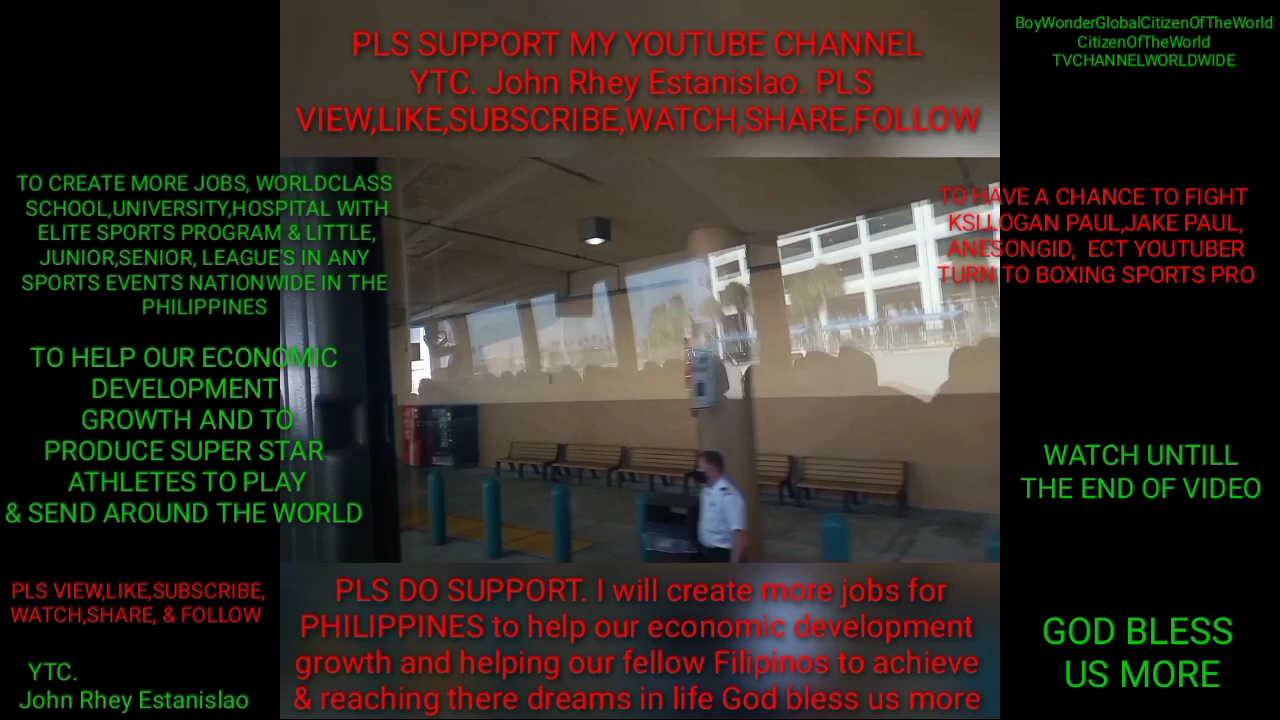 PLS SUPPORT MY YOUTUBE CHANNEL
YTC. John Rhey Estanislao. PLS
VIEW,LIKE,SUBSCRIBE,WATCH,SHARE,FOLLOW
BoyWonderGlobalCitizenOfTheWorld
CitizenOfTheWorld
TVCHANNELWORLDWIDE
TO CREATE MORE JOBS, WORLDCLASS
SCHOOL,UNIVERSITY,HOSPITAL WITH
ELITE SPORTS PROGRAM & LITTLE,
JUNIOR,SENIOR, LEAGUE'S IN ANY
SPORTS EVENTS NATIONWIDE IN THE
PHILIPPINES
TO HAVE A CHANCE TO FIGHT
KSI,LOGAN PAUL,JAKE PAUL,
ANESONGID, ECT YOUTUBER
TURN TO BOXING SPORTS PRO
TO HELP OUR ECONOMIC
DEVELOPMENT
GROWTH AND TO
PRODUCE SUPER STAR
ATHLETES TO PLAY
& SEND AROUND THE WORLD
WATCH UNTILL
THE END OF VIDEO
PLS VIEW,LIKE,SUBSCRIBE,
WATCH,SHARE, & FOLLOW
YTC.
John Rhey Estanislao
PLS DO SUPPORT. I will create more jobs for
PHILIPPINES to help our economic development
growth and helping our fellow Filipinos to achieve
& reaching there dreams in life God bless us more
GOD BLESS
US MORE